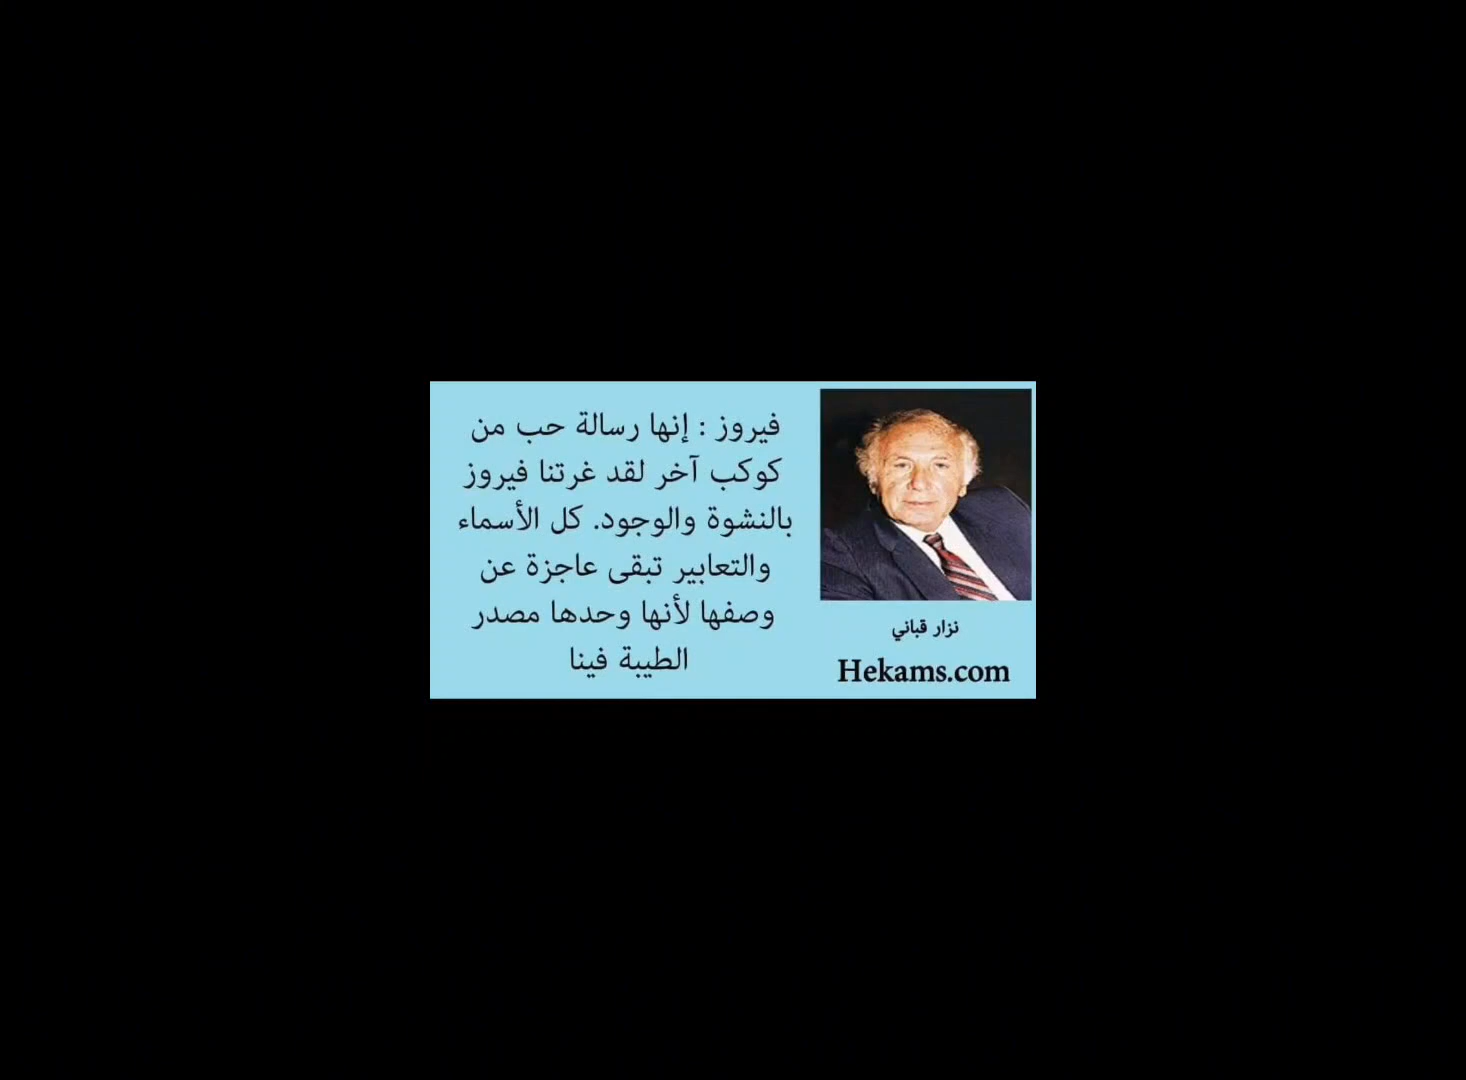 فيروز : إنها رسالة حب من
كوكب آخر لقد غرتنا فيروز
بالنشوة والوجود. كل الأسماء
والتعابير تبقى عاجزة عن
وصفها لأنها وحدها مصدر
الطيبة فينا
نزار قباني
Hekams.com